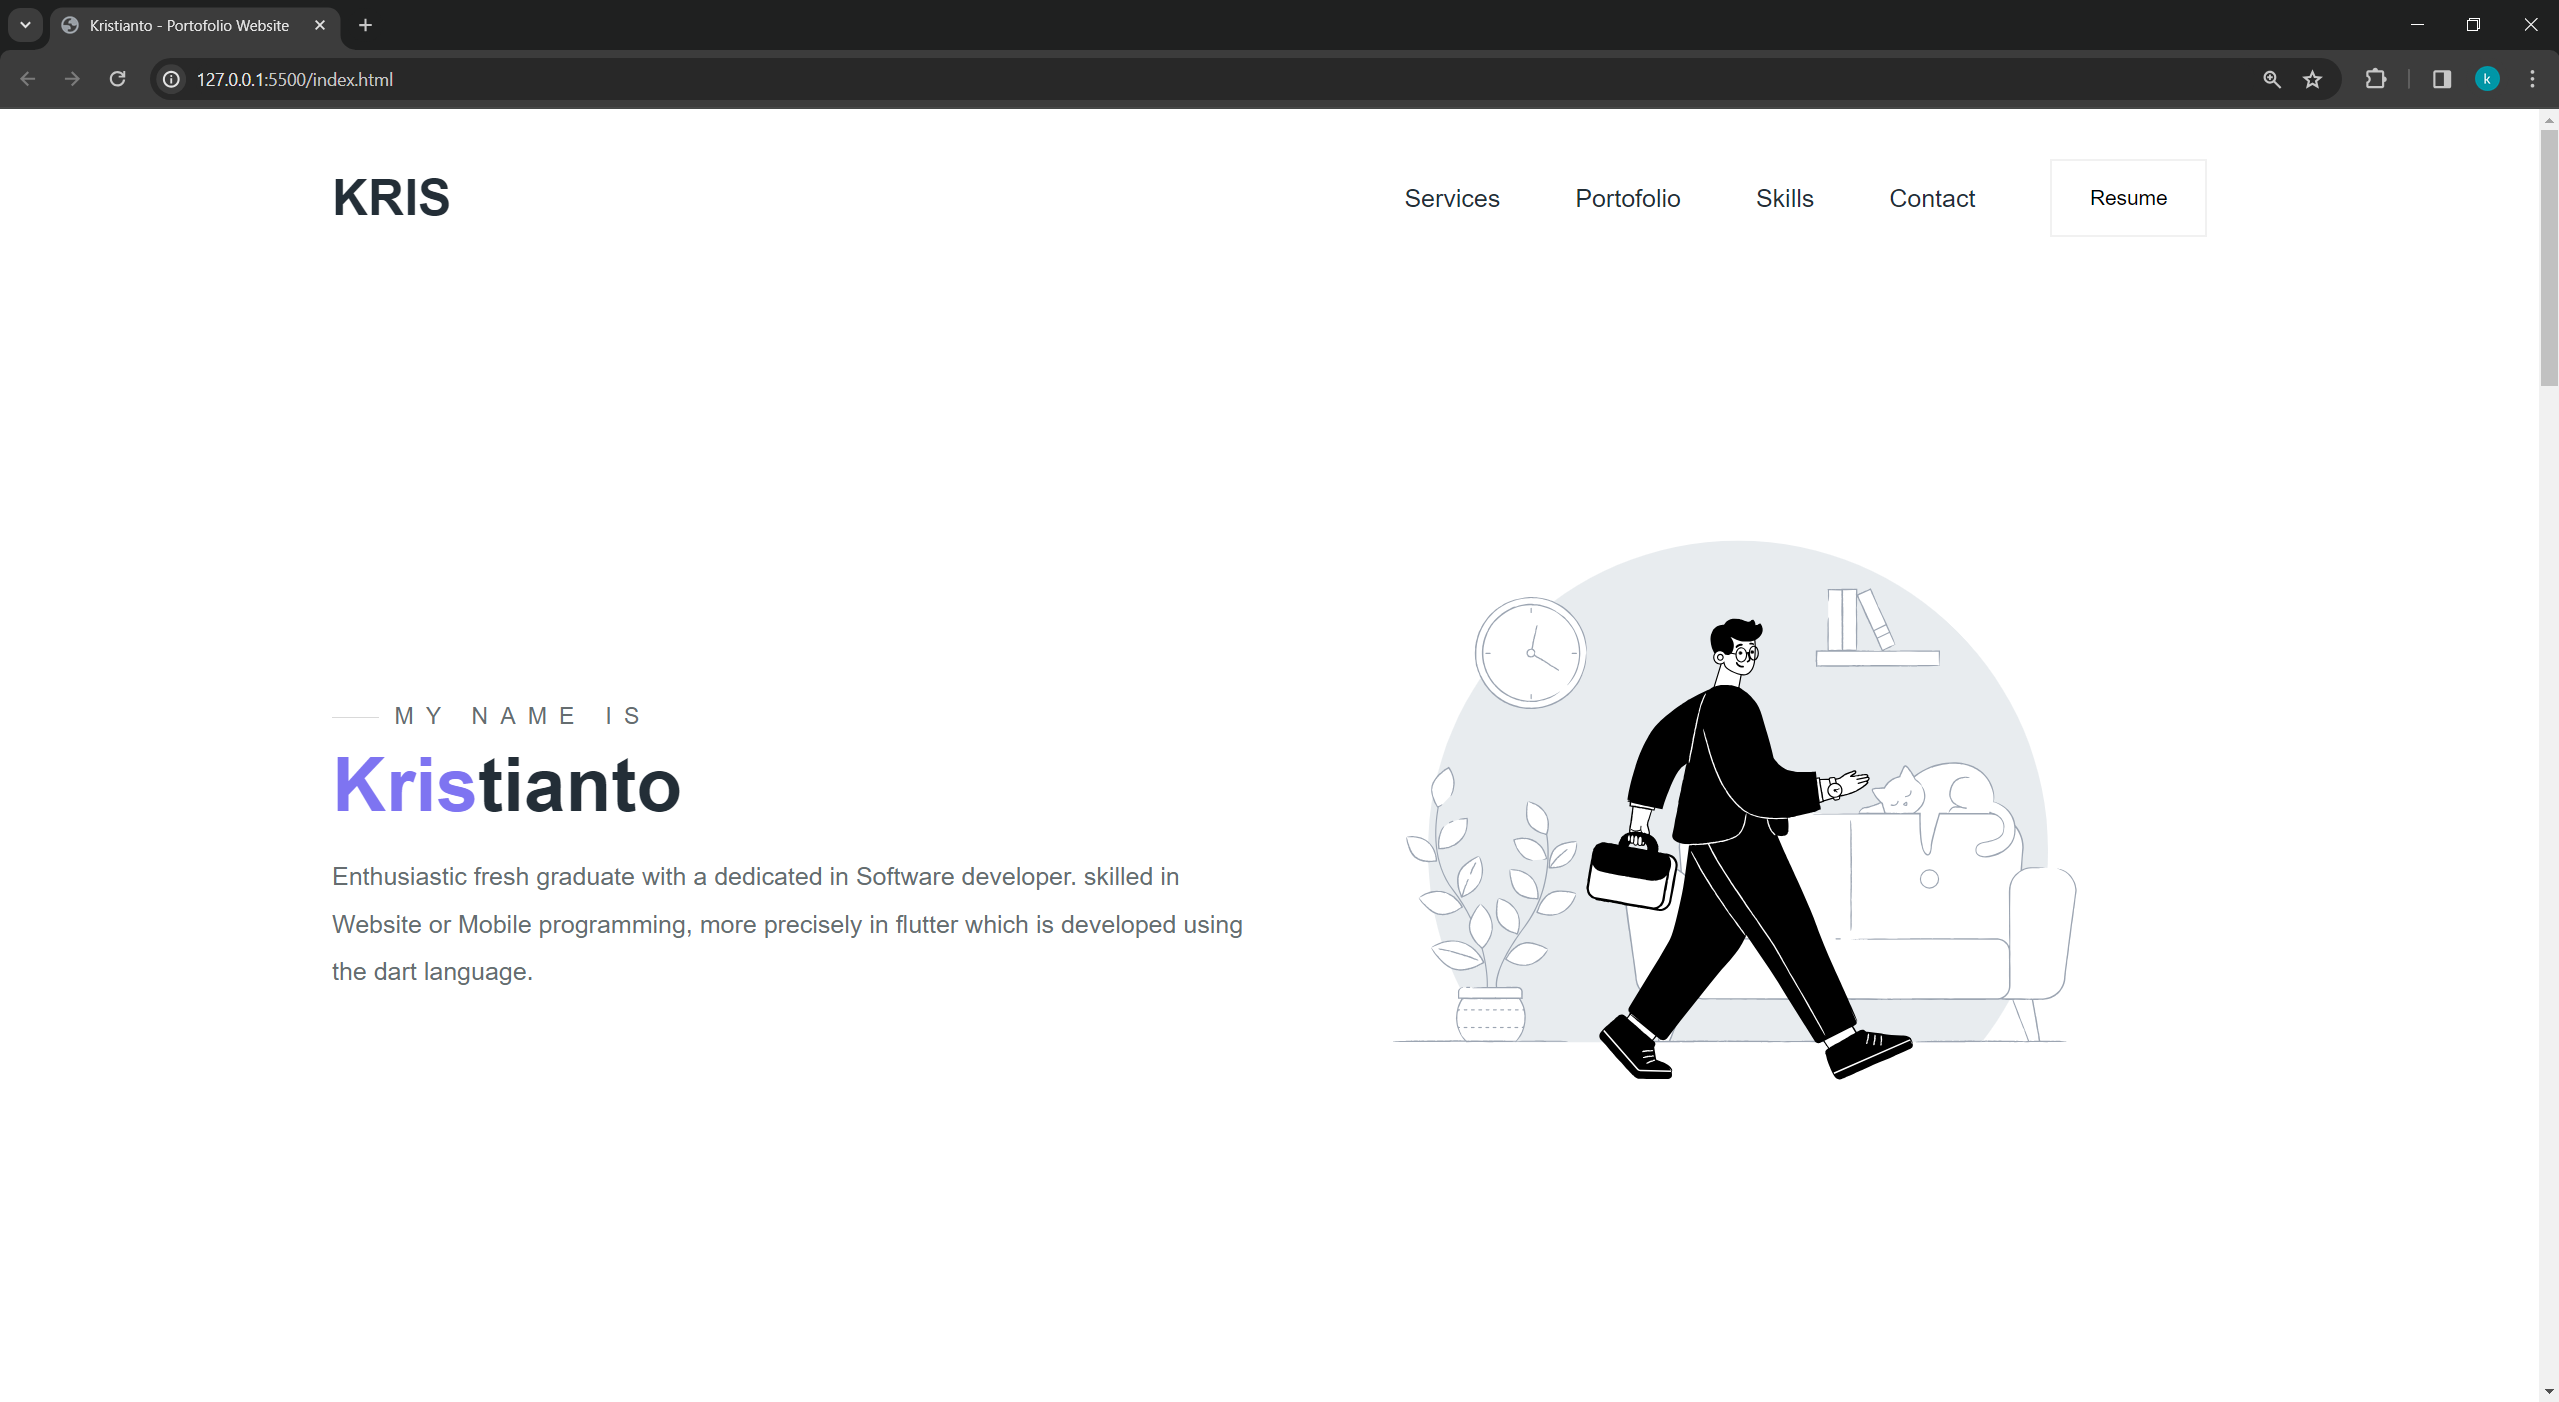 Kristianto - Portofolio Website
127.0.0.1:5500/index.html
k
KRIS
Services
Portofolio
Skills
Contact
Resume
MY NAME IS
Kristianto
Enthusiastic fresh graduate with a dedicated in Software developer. skilled in
Website or Mobile programming, more precisely in flutter which is developed using
the dart language.